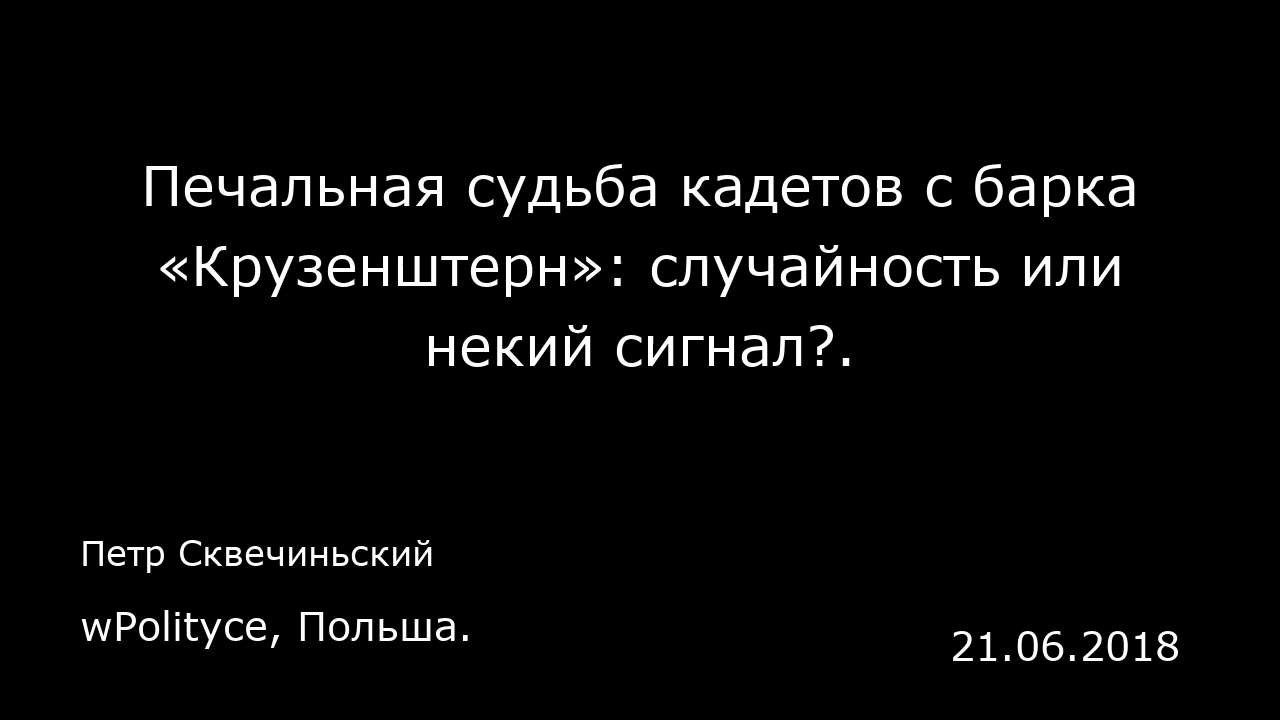 Печальная судьба кадетов с барка
«Крузенштерн»: случайность или
некий сигнал?.
Петр Сквечиньский
wPolityce, Польша.
21.06.2018